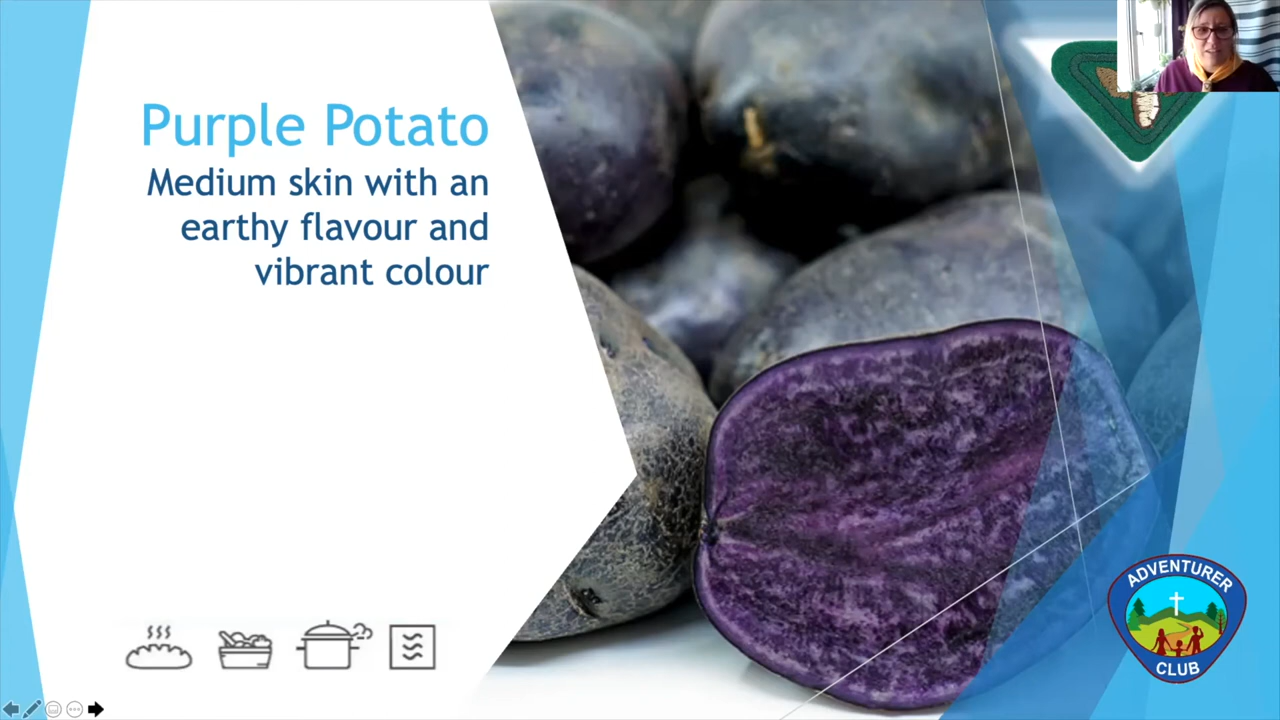 Purple Potato
Medium skin with an
earthy flavour and
vibrant colour
ADVENTURER
CLUB